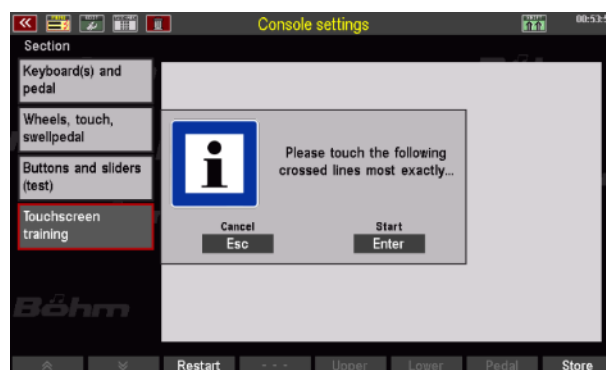 Console settings
00:53:5
Section
Keyboard(s) and
pedal
Wheels, touch,
swellpedal
Buttons and sliders
(test)
Touchscreen
training
Please touch the following
crossed lines most exactly...
Cancel
Esc
Start
Enter
Böhm
Restart
- - -
Upper
Lower
Pedal
Store